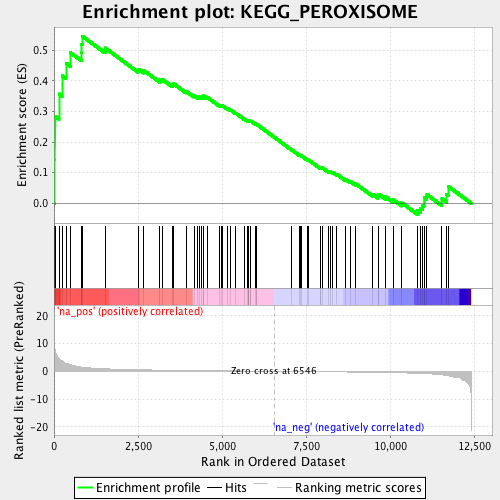 Enrichment plot: KEGG_PEROXISOME
Enrichment score (ES)
0.5
0.4
0.3
0.2
0.1
0.0
'na_pos' (positively correlated)
Ranked list metric (PreRanked)
20
10
0
-10
-20
Zero cross at 6546
'na_neg' (negatively correlated)
0
2,500
5,000
7,500
10,000
12,500
Rank in Ordered Dataset
Enrichment profile
Hits
Ranking metric scores